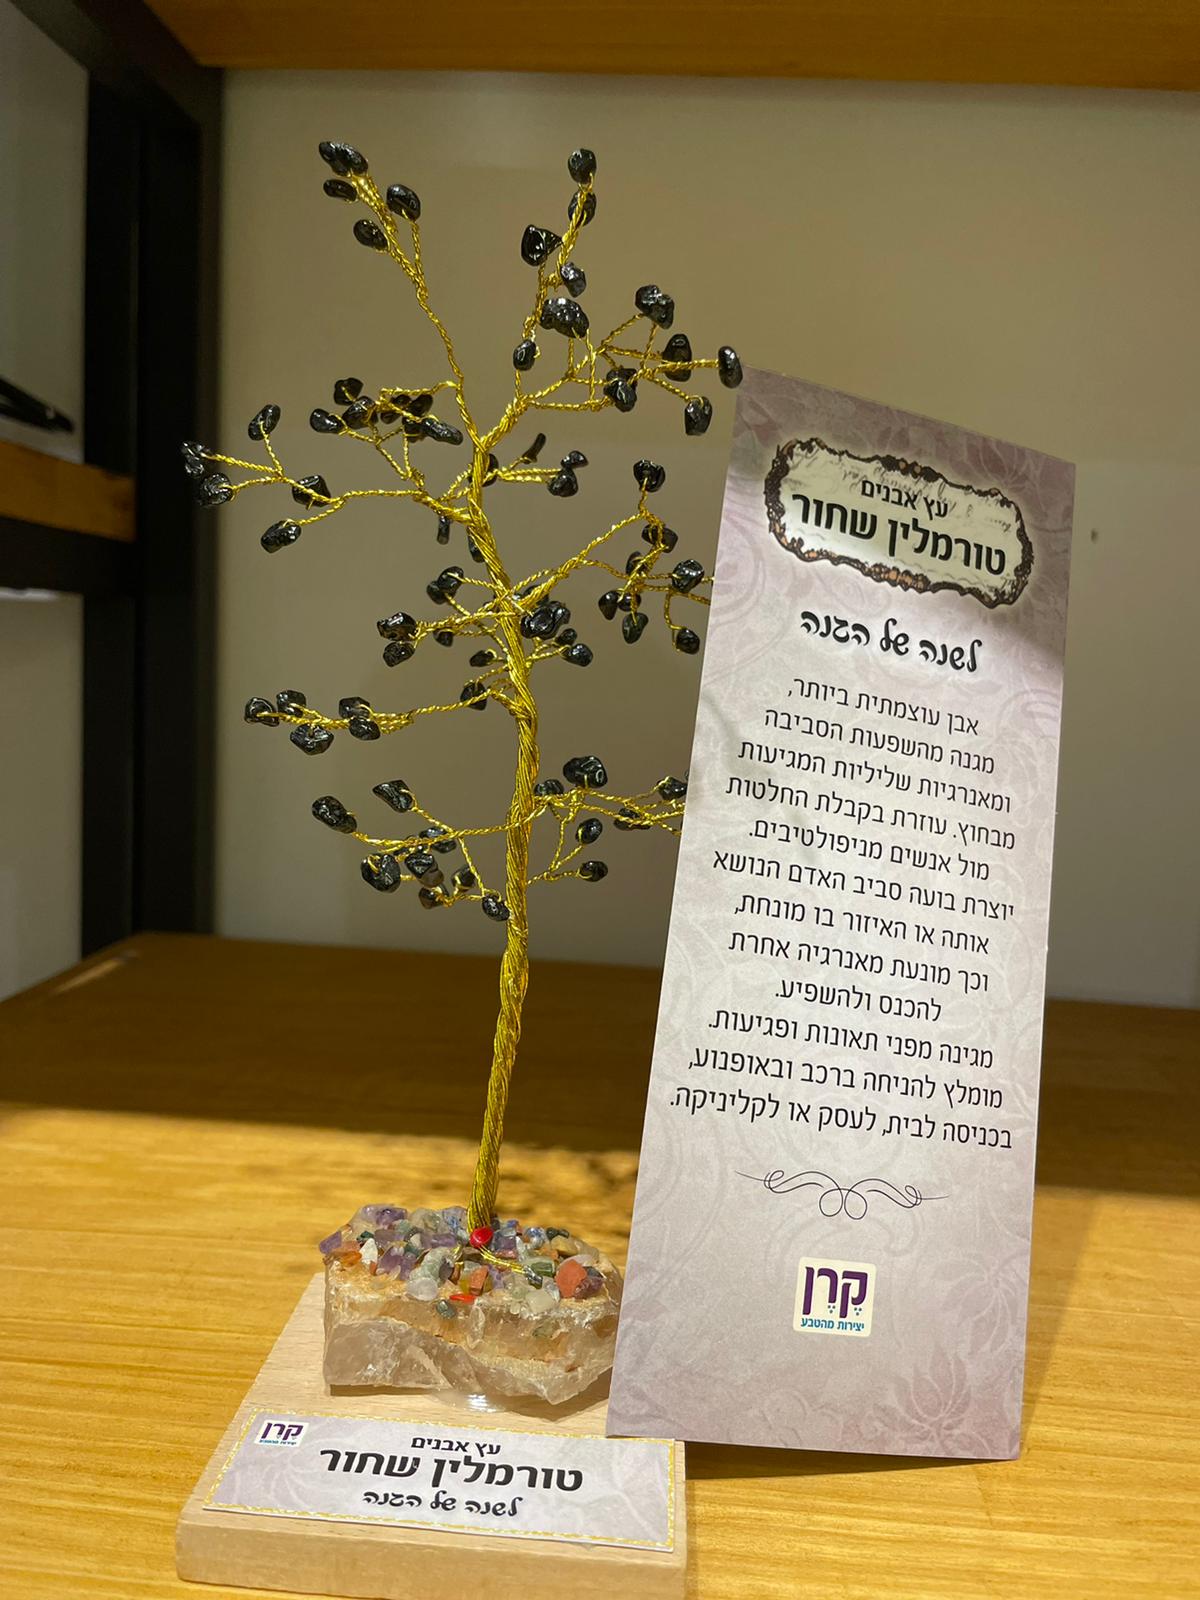 עץ אבנים
טורמלין שחור
לשנה של הגנה
אבן עוצמתית ביותר,
מגנה מהשפעות הסביבה
ומאנרגיות שליליות המגיעות
מבחוץ. עוזרת בקבלת החלטות
מול אנשים מניפולטיבים.
יוצרת בועה סביב האדם הנושא
אותה או האיזור בו מונחת,
וכך מונעת מאנרגיה אחרת
להכנס ולהשפיע.
מגינה מפני תאונות ופגיעות.
מומלץ להניחה ברכב ובאופנוע,
בכניסה לבית, לעסק או לקליניקה.
קֶרֶן
יצירות מהטבע
קֶרֶן
יצירות מהטבע
עץ אבנים
טורמלין שחור
לשנה של הגנה